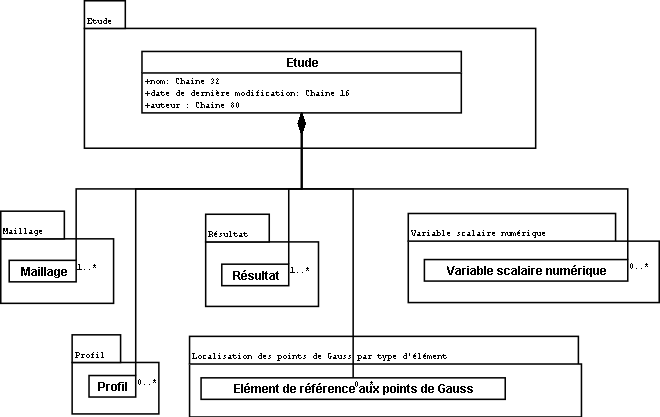 Etude
Etude
+nom: Chaine 32
+date de dernière modification: Chaine 16
+auteur : Chaine 80
Maillage
Résultat
Variable scalaire numérique
Maillage
1..*
Résultat
1..*
Variable scalaire numérique
0..*
Profil
Localisation des points de Gauss par type d'élément
Profil
0..*
Elément de référence aux points de Gauss
0..*